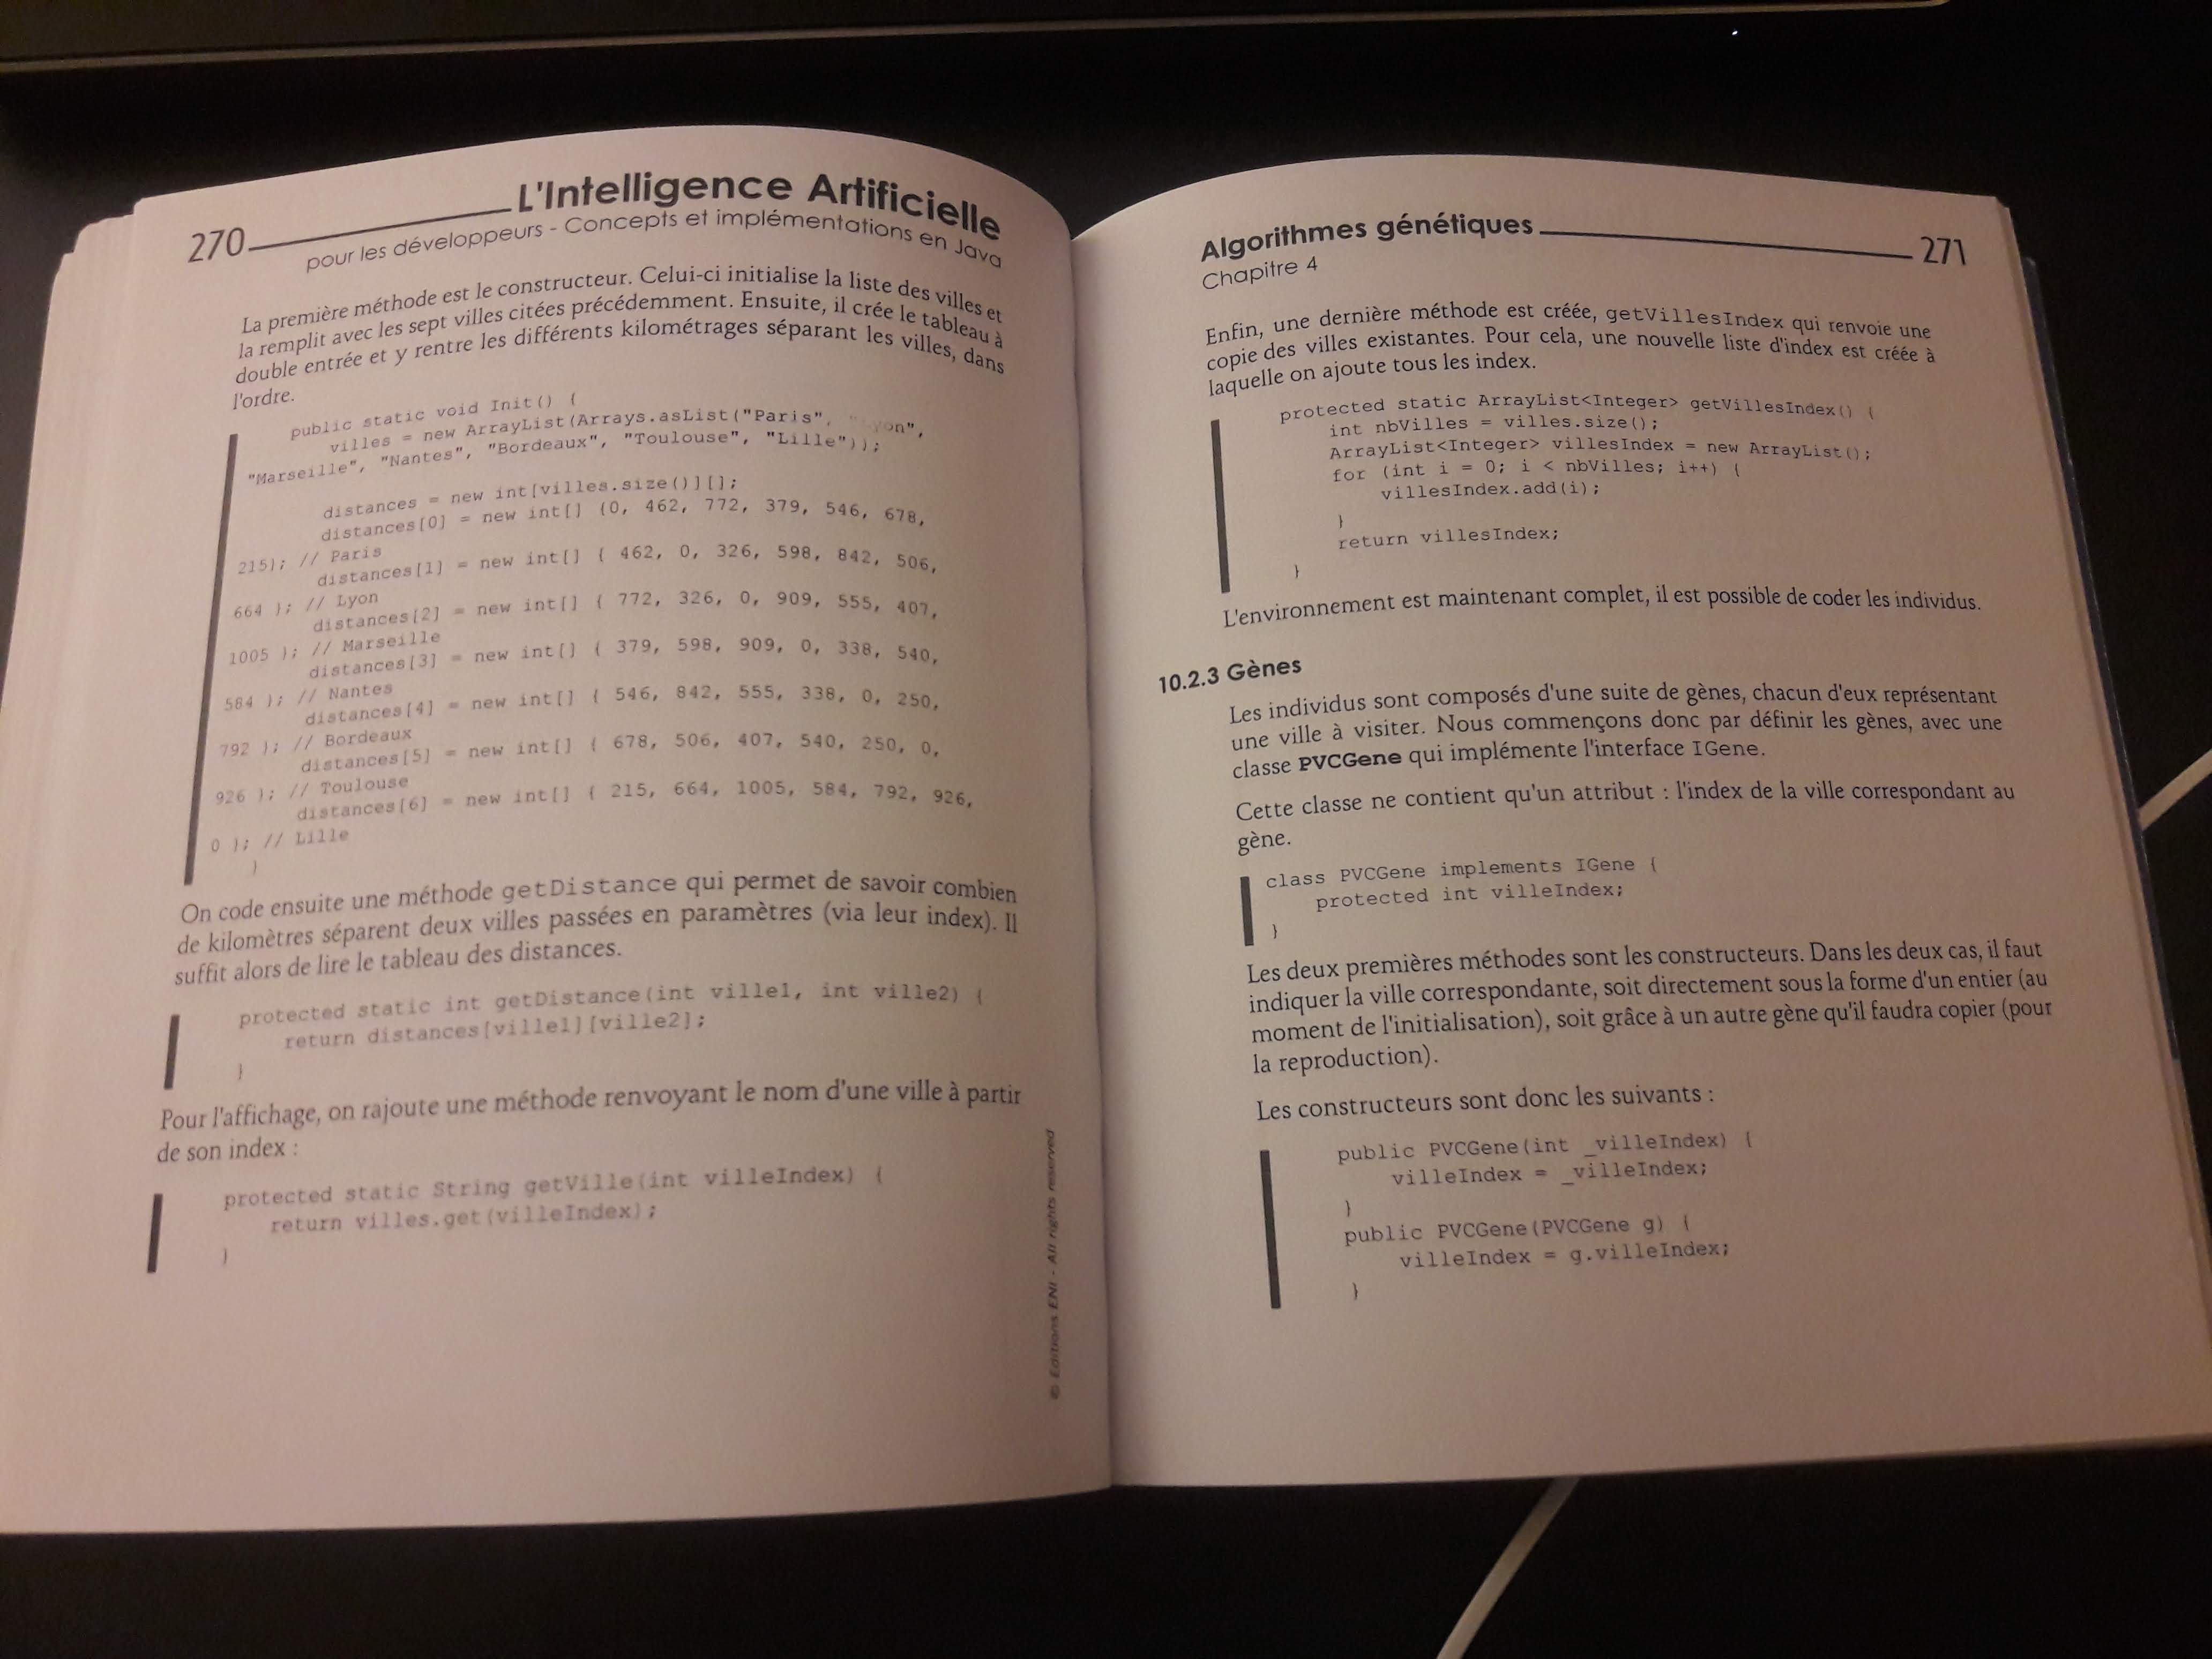 270
L'Intelligence Artificielle
pour les développeurs - Concepts et implémentations en Java
La première méthode est le constructeur. Celui-ci initialise la liste des villes et
la remplit avec les sept villes citées précédemment. Ensuite, il crée le tableau à
double entrée et y rentre les différents kilométrages séparant les villes, dans
l'ordre.
public static void Init() {
villes = new ArrayList(Arrays.asList("Paris", "Lyon",
"Marseille", "Nantes", "Bordeaux", "Toulouse", "Lille"));
distances = new int[villes.size()][];
distances[0] = new int[] {0, 462, 772, 379, 546, 678,
215}; // Paris
distances[1] = new int[] { 462, 0, 326, 598, 842, 506,
664 }; // Lyon
distances[2] = new int[] { 772, 326, 0, 909, 555, 407,
1005 }; // Marseille
distances[3] = new int[] { 379, 598, 909, 0, 338, 540,
584 }; // Nantes
distances[4] = new int[] { 546, 842, 555, 338, 0, 250,
792 }; // Bordeaux
distances[5] = new int[] { 678, 506, 407, 540, 250, 0,
926 }; // Toulouse
distances[6] = new int[] { 215, 664, 1005, 584, 792, 926,
0 }; // Lille
}
On code ensuite une méthode getDistance qui permet de savoir combien
de kilomètres séparent deux villes passées en paramètres (via leur index). Il
suffit alors de lire le tableau des distances.
protected static int getDistance(int ville1, int ville2) {
return distances[ville1][ville2];
}
Pour l'affichage, on rajoute une méthode renvoyant le nom d'une ville à partir
de son index :
protected static String getVille(int villeIndex) {
return villes.get(villeIndex);
}
© Editions ENI - All rights reserved
Algorithmes génétiques
271
Chapitre 4
Enfin, une dernière méthode est créée, getVillesIndex qui renvoie une
copie des villes existantes. Pour cela, une nouvelle liste d'index est créée à
laquelle on ajoute tous les index.
protected static ArrayList<Integer> getVillesIndex() {
int nbVilles = villes.size();
ArrayList<Integer> villesIndex = new ArrayList();
for (int i = 0; i < nbVilles; i++) {
villesIndex.add(i);
}
return villesIndex;
}
L'environnement est maintenant complet, il est possible de coder les individus.
10.2.3 Gènes
Les individus sont composés d'une suite de gènes, chacun d'eux représentant
une ville à visiter. Nous commençons donc par définir les gènes, avec une
classe PVCGene qui implémente l'interface IGene.
Cette classe ne contient qu'un attribut : l'index de la ville correspondant au
gène.
class PVCGene implements IGene {
protected int villeIndex;
}
Les deux premières méthodes sont les constructeurs. Dans les deux cas, il faut
indiquer la ville correspondante, soit directement sous la forme d'un entier (au
moment de l'initialisation), soit grâce à un autre gène qu'il faudra copier (pour
la reproduction).
Les constructeurs sont donc les suivants :
public PVCGene(int _villeIndex) {
villeIndex = _villeIndex;
}
public PVCGene(PVCGene g) {
villeIndex = g.villeIndex;
}